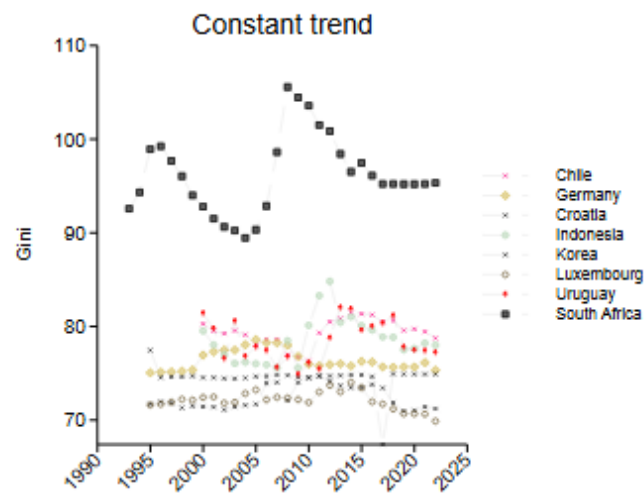 Constant trend
110
100
90
80
70
Gini
1990
1995
2000
2005
2010
2015
2020
2025
Chile
Germany
Croatia
Indonesia
Korea
Luxembourg
Uruguay
South Africa